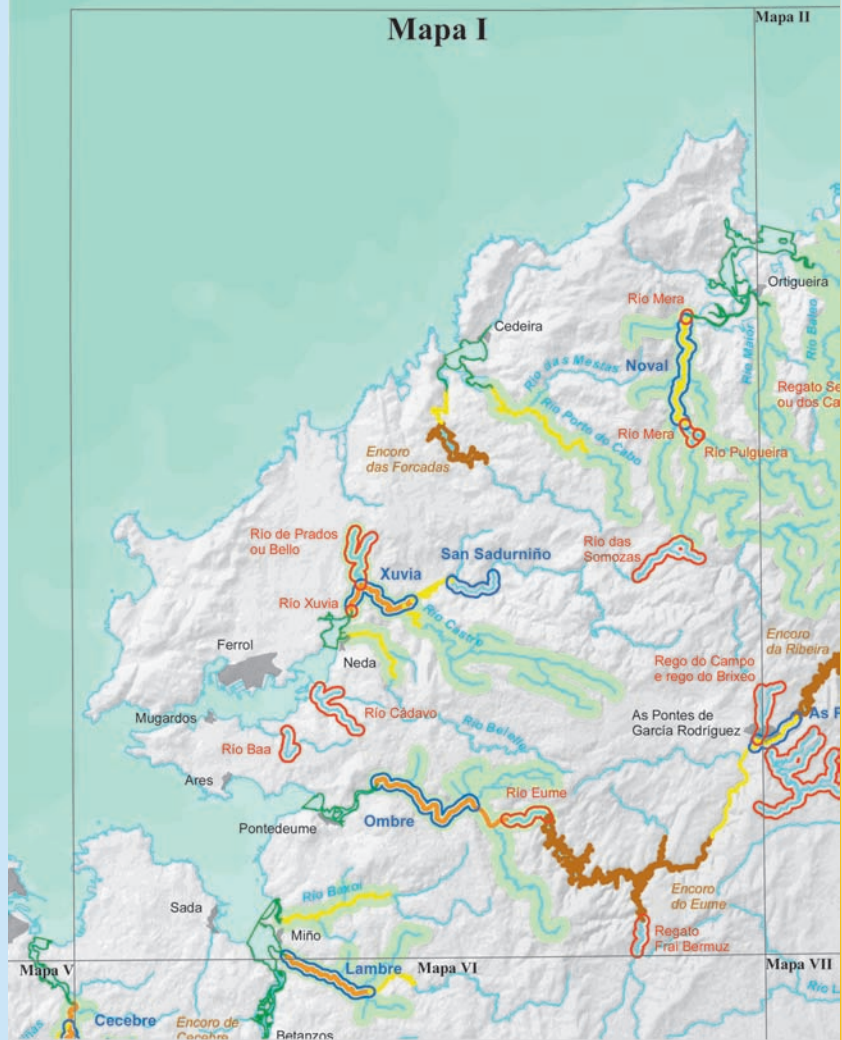 Mapa I
Mapa II
Ortigueira
Río Mera
Cedeira
Río Maior
Río Baleo
Río das Mestas
Noval
Regato Se
ou dos Ca
Río Porto do Cabo
Río Mera
Río Pulgueira
Encoro
das Forcadas
Río de Prados
ou Bello
San Sadurniño
Río das
Somozas
Xuvia
Río Xuvia
Río Castro
Encoro
da Ribeira
Ferrol
Neda
Rego do Campo
e rego do Brixeo
Mugardos
Río Cádavo
As Pontes de
García Rodríguez
As P
Río Baa
Río Belelle
Ares
Río Eume
Pontedeume
Ombre
Río Baxoi
Encoro
do Eume
Sada
Miño
Regato
Frai Bermuz
Mapa V
Lambre
Mapa VI
Mapa VII
Río L
Cecebre
Encoro de
Cecebre
Betanzos